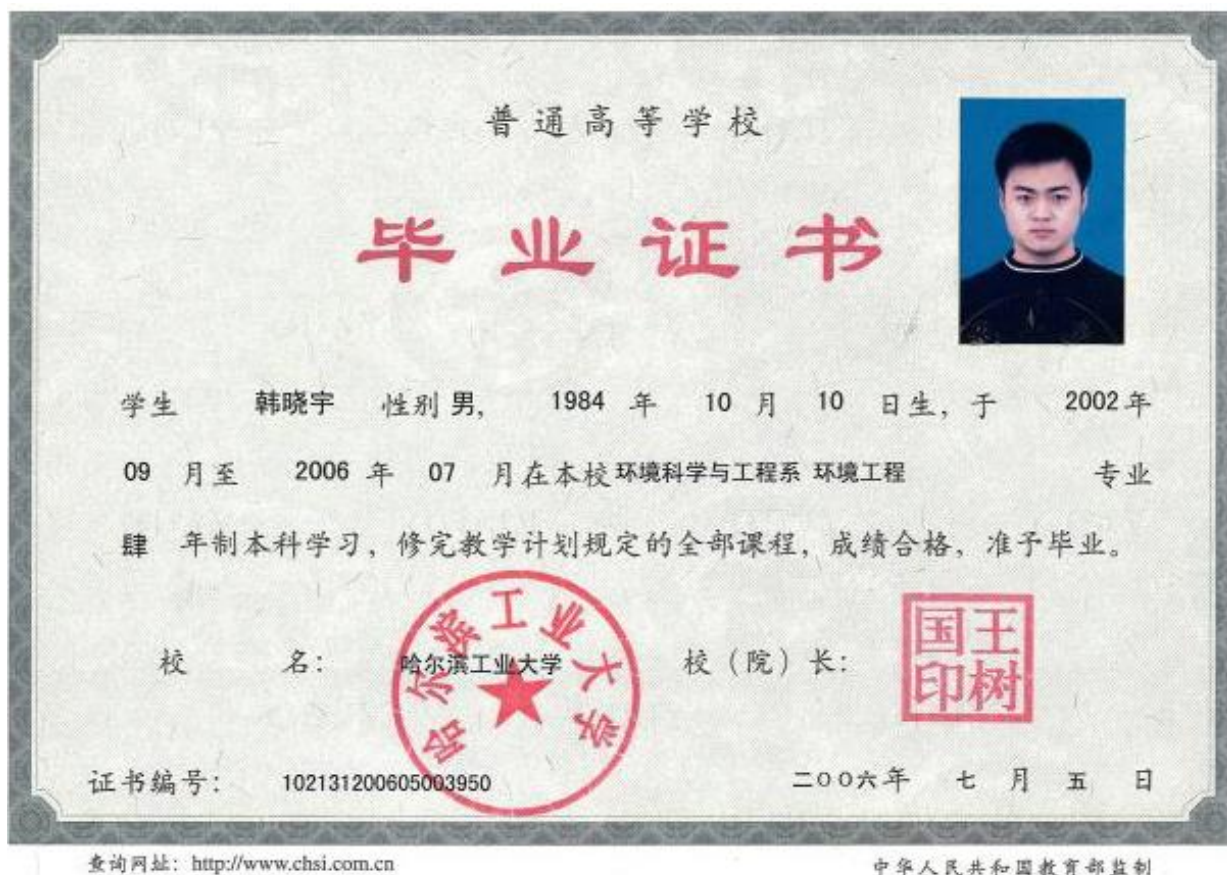 普通高等学校
毕业证书
学生 韩晓宇 性别 男， 1984 年 10 月 10 日生，于 2002 年
09 月至 2006 年 07 月在本校 环境科学与工程系 环境工程 专业
肆 年制本科学习，修完教学计划规定的全部课程，成绩合格，准予毕业。
校 名： 哈尔滨工业大学 校（院）长：
哈尔滨工业大学
王树国印
证书编号： 102131200605003950 二〇〇六年 七 月 五 日
查询网址：http://www.chsi.com.cn 中华人民共和国教育部监制